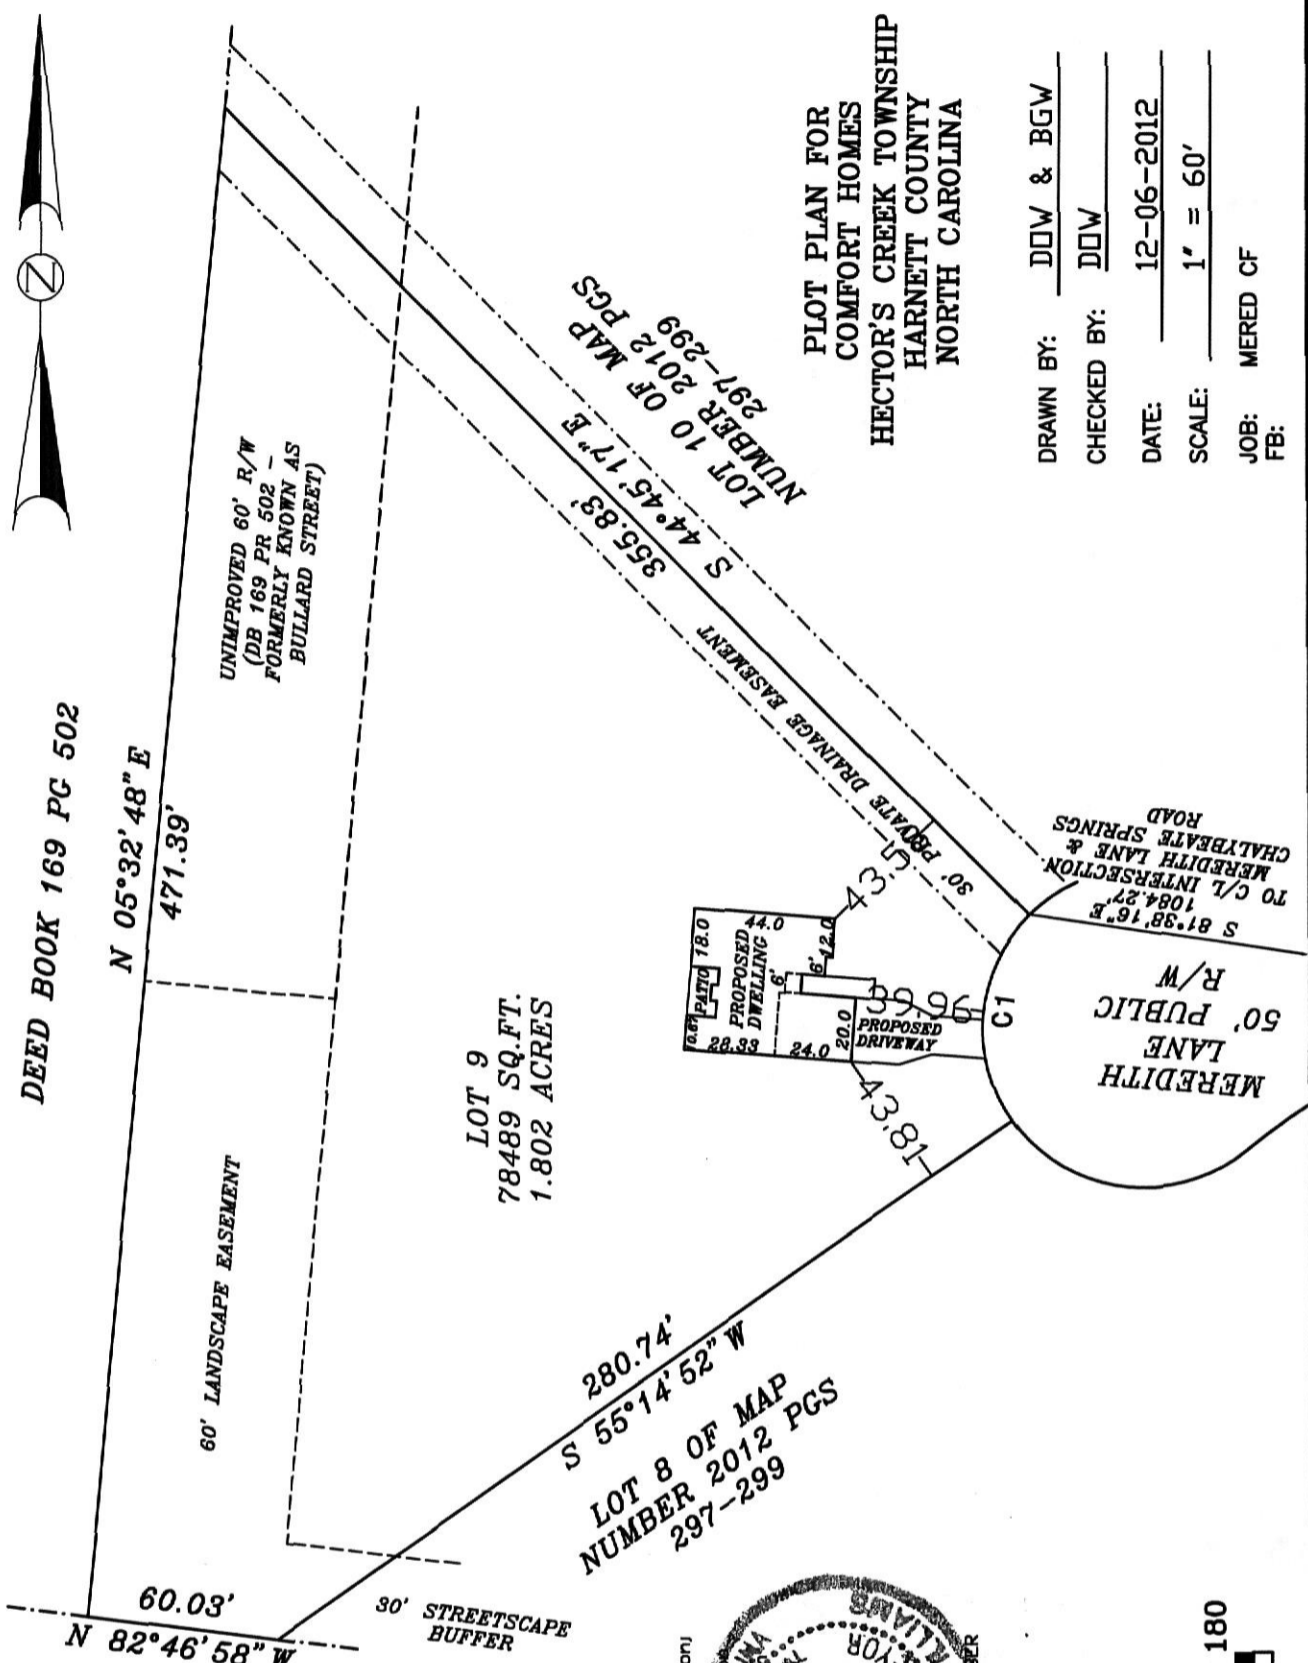 N
DEED BOOK 169 PG 502
N 05°32'48" E
471.39'
UNIMPROVED 60' R/W
(DB 169 PR 502 –
FORMERLY KNOWN AS
BULLARD STREET)
60' LANDSCAPE EASEMENT
60.03'
N 82°46'58" W
30' STREETSCAPE
BUFFER
LOT 9
78489 SQ.FT.
1.802 ACRES
280.74'
S 55°14'52" W
LOT 8 OF MAP
NUMBER 2012 PGS
297-299
LOT 10 OF MAP
NUMBER 2012 PGS
297-299
S 44°45'17" E
355.83'
30' PRIVATE DRAINAGE EASEMENT
43.5
PATIO
18.0
44.0
10.67
PROPOSED
DWELLING
6'
6'
12.0
28.33
24.0
20.0
39.96
PROPOSED
DRIVEWAY
43.81
C1
MEREDITH
LANE
50' PUBLIC
R/W
S 81°38'16"E
1084.27'
TO C/L INTERSECTION
MEREDITH LANE &
CHALYBEATE SPRINGS
ROAD
PLOT PLAN FOR
COMFORT HOMES
HECTOR'S CREEK TOWNSHIP
HARNETT COUNTY
NORTH CAROLINA
DRAWN BY: DOW & BGW
CHECKED BY: DOW
DATE: 12-06-2012
SCALE: 1" = 60'
JOB: MERED CF
FB:
180